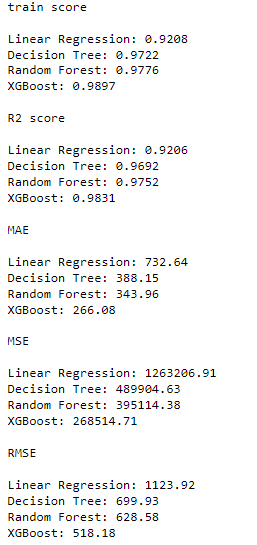 train score
Linear Regression: 0.9208
Decision Tree: 0.9722
Random Forest: 0.9776
XGBoost: 0.9897
R2 score
Linear Regression: 0.9206
Decision Tree: 0.9692
Random Forest: 0.9752
XGBoost: 0.9831
MAE
Linear Regression: 732.64
Decision Tree: 388.15
Random Forest: 343.96
XGBoost: 266.08
MSE
Linear Regression: 1263206.91
Decision Tree: 489904.63
Random Forest: 395114.38
XGBoost: 268514.71
RMSE
Linear Regression: 1123.92
Decision Tree: 699.93
Random Forest: 628.58
XGBoost: 518.18